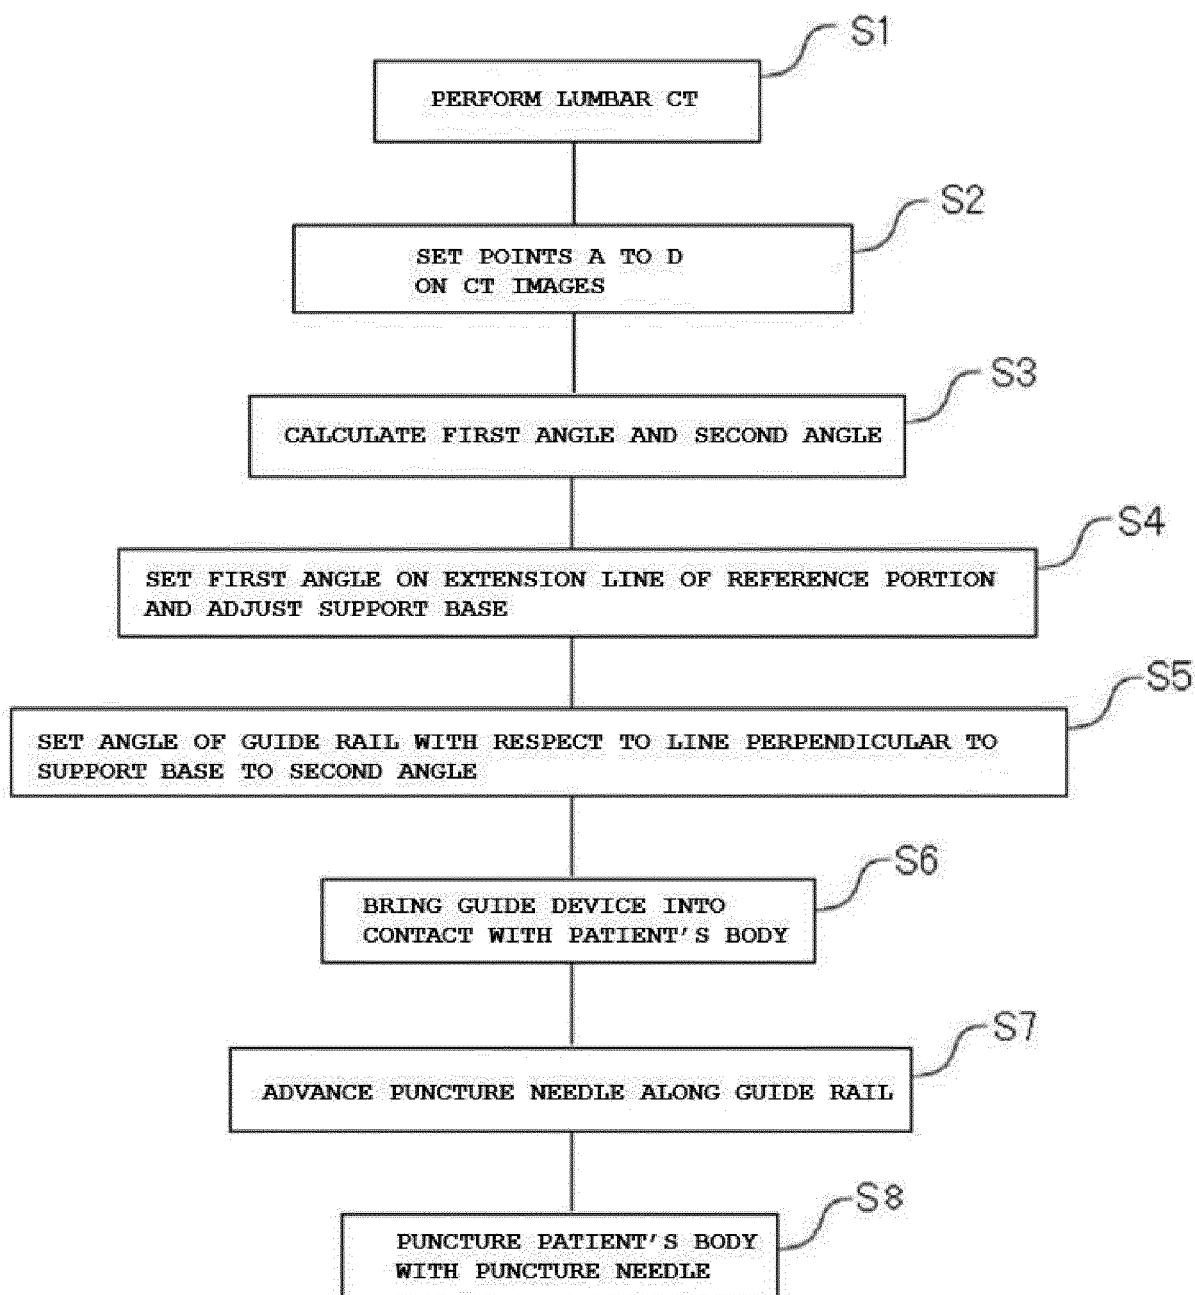 S1
PERFORM LUMBAR CT
S2
SET POINTS A TO D
ON CT IMAGES
S3
CALCULATE FIRST ANGLE AND SECOND ANGLE
S4
SET FIRST ANGLE ON EXTENSION LINE OF REFERENCE PORTION
AND ADJUST SUPPORT BASE
S5
SET ANGLE OF GUIDE RAIL WITH RESPECT TO LINE PERPENDICULAR TO
SUPPORT BASE TO SECOND ANGLE
S6
BRING GUIDE DEVICE INTO
CONTACT WITH PATIENT'S BODY
S7
ADVANCE PUNCTURE NEEDLE ALONG GUIDE RAIL
S8
PUNCTURE PATIENT'S BODY
WITH PUNCTURE NEEDLE